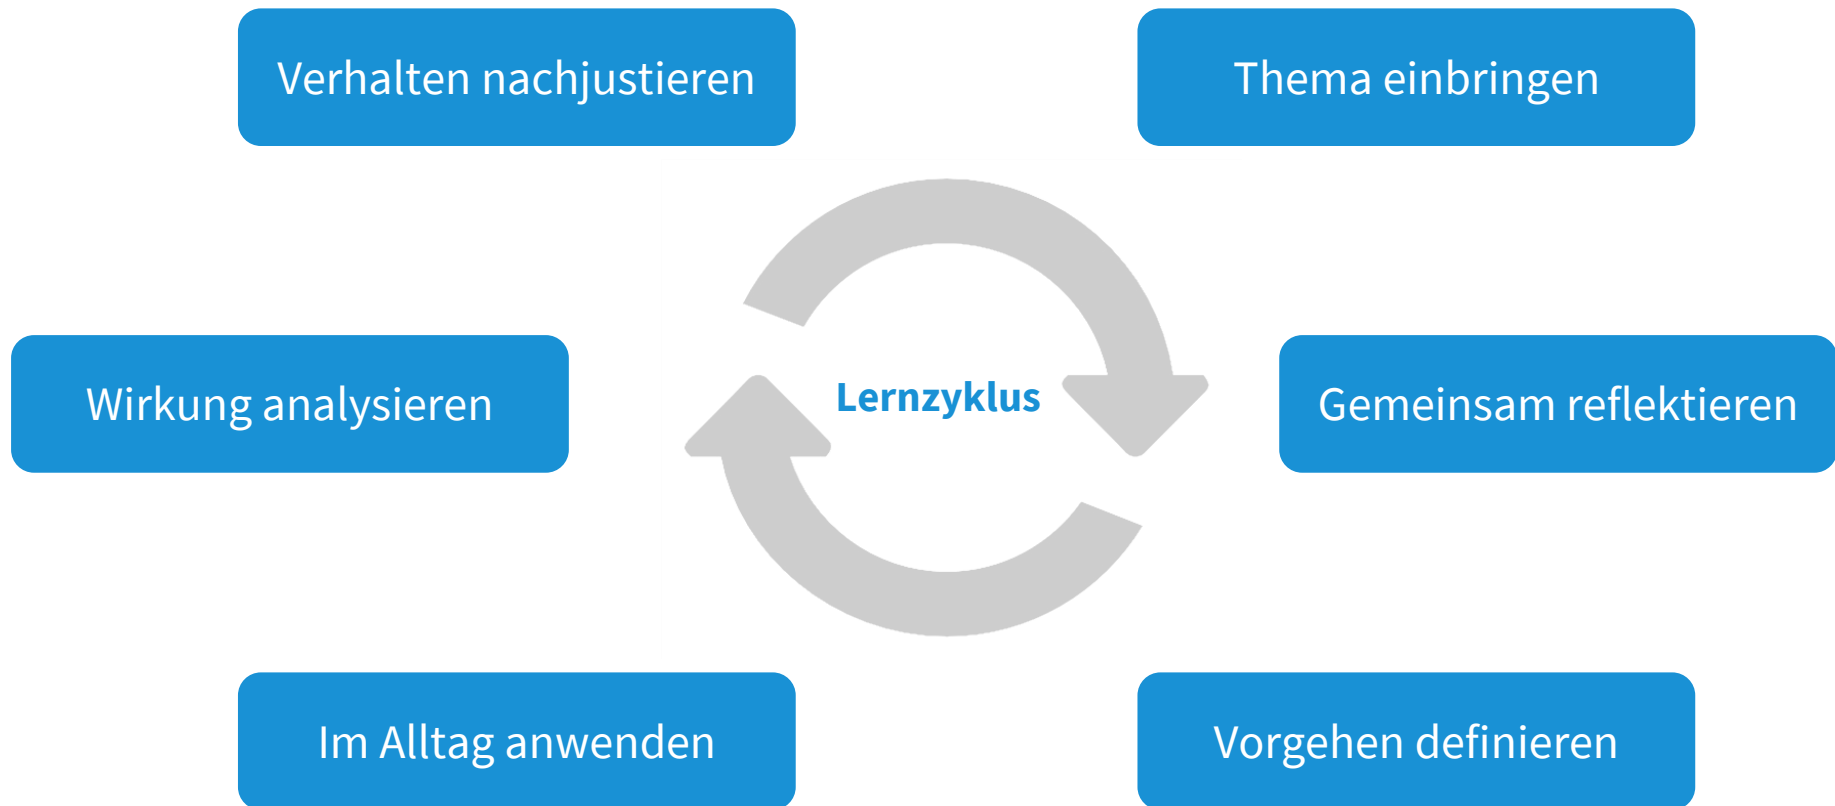 Verhalten nachjustieren
Thema einbringen
Wirkung analysieren
Lernzyklus
Gemeinsam reflektieren
Im Alltag anwenden
Vorgehen definieren